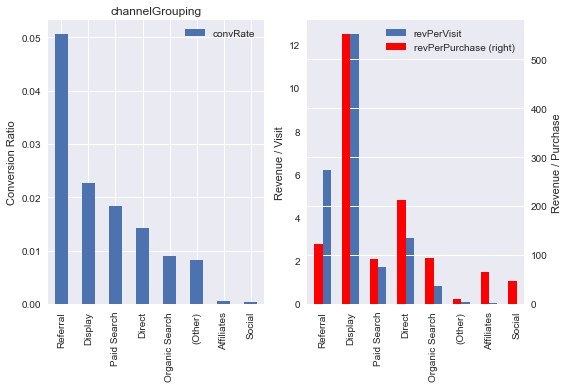 channelGrouping
convRate
Conversion Ratio
0.05
0.04
0.03
0.02
0.01
0.00
Referral
Display
Paid Search
Direct
Organic Search
(Other)
Affiliates
Social
revPerVisit
revPerPurchase (right)
Revenue / Visit
12
10
8
6
4
2
0
Referral
Display
Paid Search
Direct
Organic Search
(Other)
Affiliates
Social
500
400
300
200
100
0
Revenue / Purchase